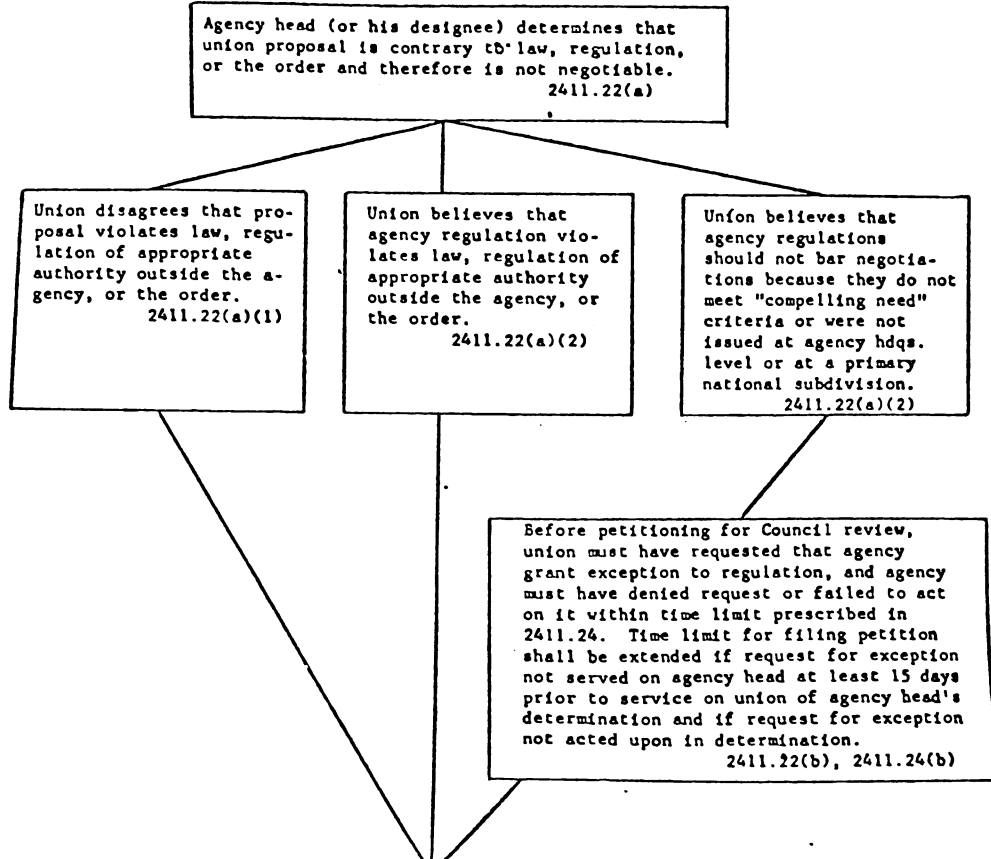 Agency head (or his designee) determines that
union proposal is contrary to law, regulation,
or the order and therefore is not negotiable.
2411.22(a)
Union disagrees that pro-
posal violates law, regu-
lation of appropriate
authority outside the a-
gency, or the order.
2411.22(a)(1)
Union believes that
agency regulation vio-
lates law, regulation of
appropriate authority
outside the agency, or
the order.
2411.22(a)(2)
Union believes that
agency regulations
should not bar negotia-
tions because they do not
meet "compelling need"
criteria or were not
issued at agency hdqs.
level or at a primary
national subdivision.
2411.22(a)(2)
Before petitioning for Council review,
union must have requested that agency
grant exception to regulation, and agency
must have denied request or failed to act
on it within time limit prescribed in
2411.24. Time limit for filing petition
shall be extended if request for exception
not served on agency head at least 15 days
prior to service on union of agency head's
determination and if request for exception
not acted upon in determination.
2411.22(b), 2411.24(b)